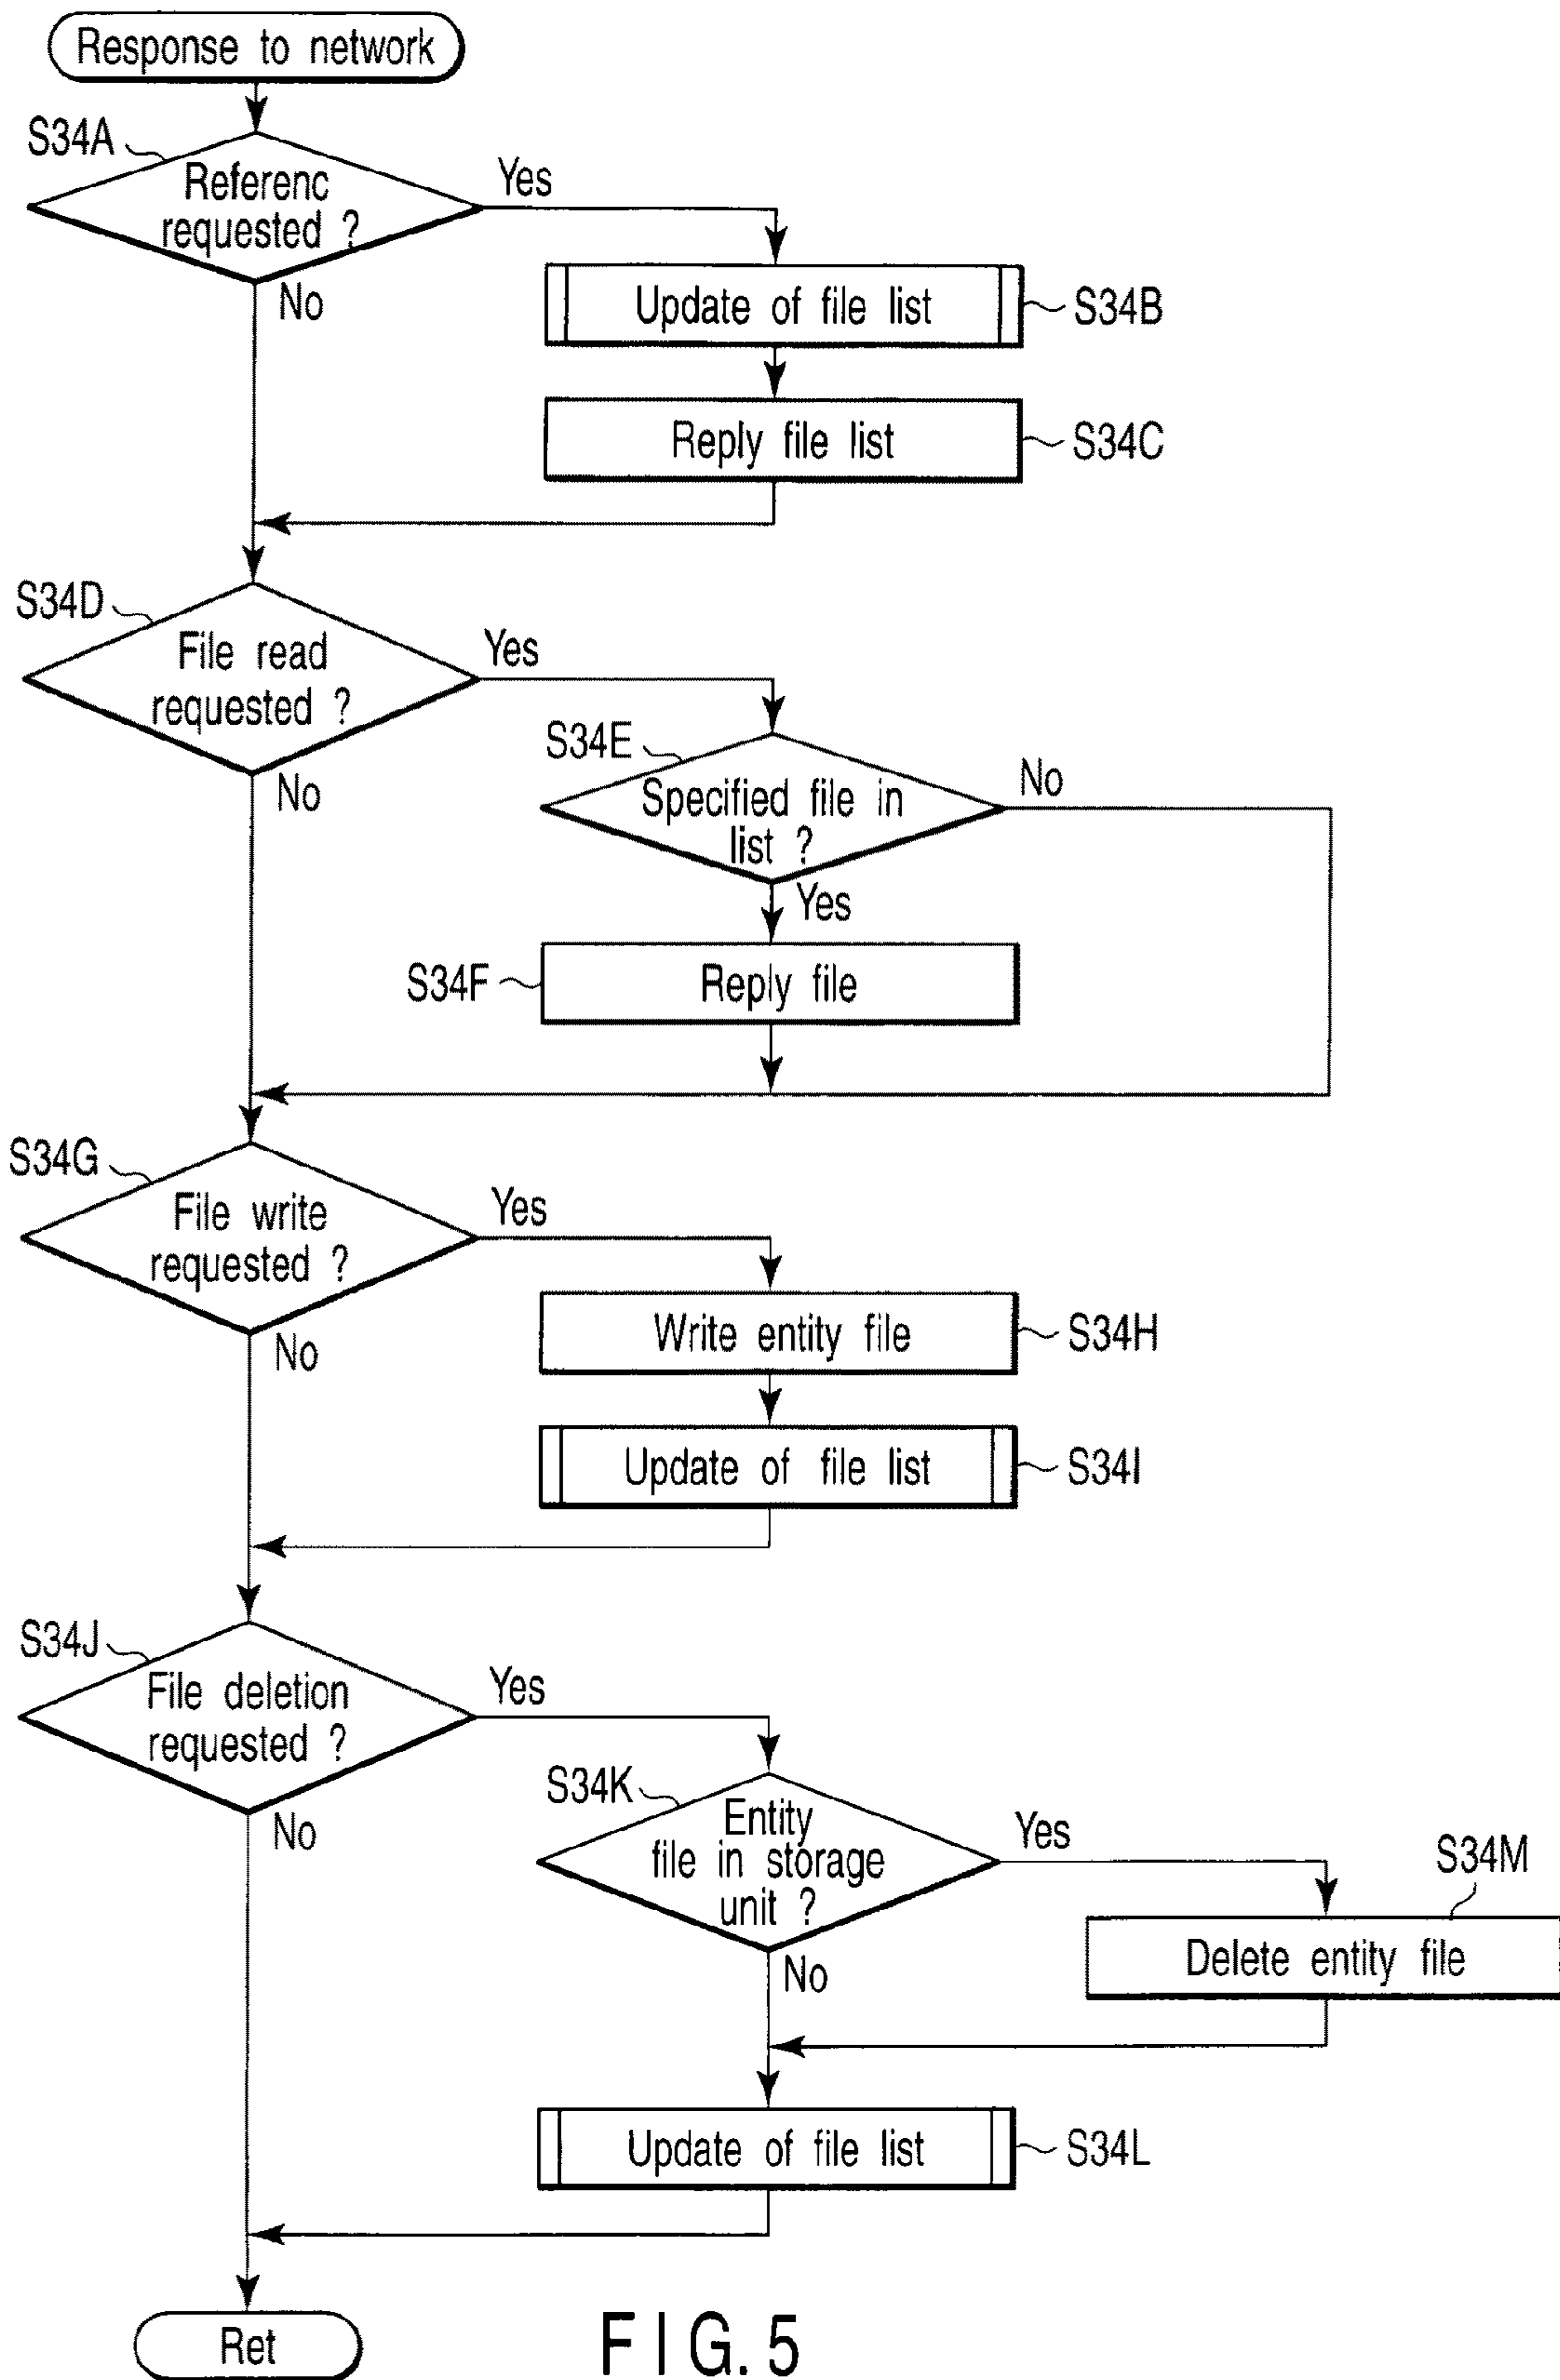 Response to network
S34A
Referenc
requested ?
Yes
No
Update of file list
S34B
Reply file list
S34C
S34D
File read
requested ?
Yes
No
S34E
Specified file in
list ?
No
Yes
S34F
Reply file
S34G
File write
requested ?
Yes
No
Write entity file
S34H
Update of file list
S34I
S34J
File deletion
requested ?
Yes
No
S34K
Entity
file in storage
unit ?
Yes
No
S34M
Delete entity file
Update of file list
S34L
Ret
FIG. 5